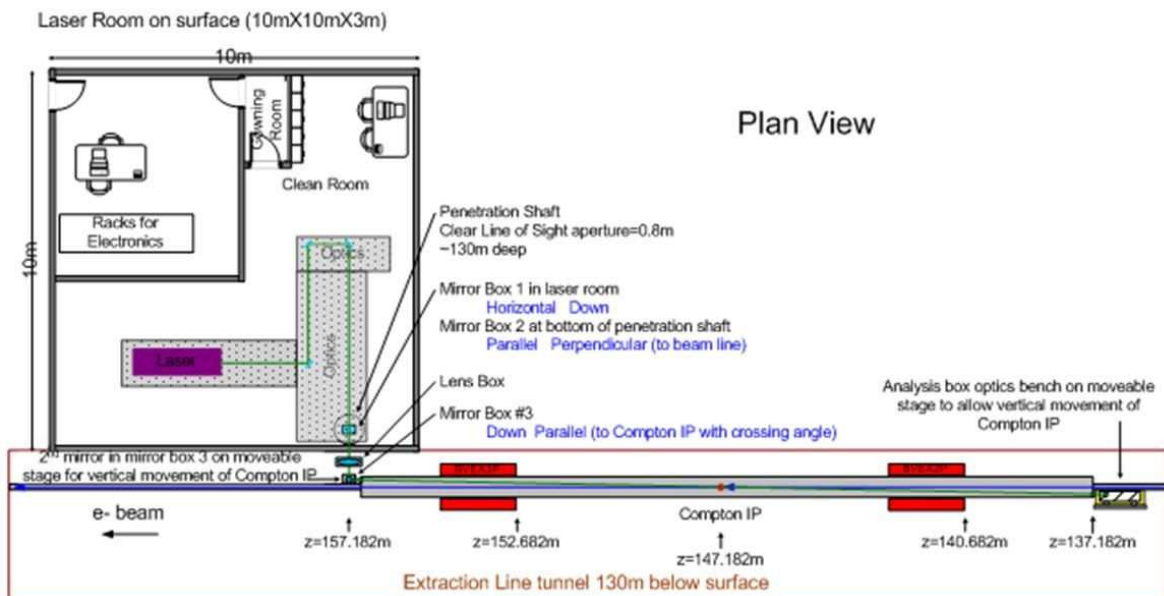 Laser Room on surface (10mX10mX3m)
10m
10m
Plan View
Gowning
Room
Clean Room
Racks for
Electronics
Optics
Optics
Laser
Penetration Shaft
Clear Line of Sight aperture=0.8m
~130m deep
Mirror Box 1 in laser room
Horizontal Down
Mirror Box 2 at bottom of penetration shaft
Parallel Perpendicular (to beam line)
Lens Box
Mirror Box #3
Down Parallel (to Compton IP with crossing angle)
Analysis box optics bench on moveable
stage to allow vertical movement of
Compton IP
2nd mirror in mirror box 3 on moveable
stage for vertical movement of Compton IP
e- beam
Compton IP
z=157.182m
z=152.682m
z=147.182m
z=140.682m
z=137.182m
Extraction Line tunnel 130m below surface